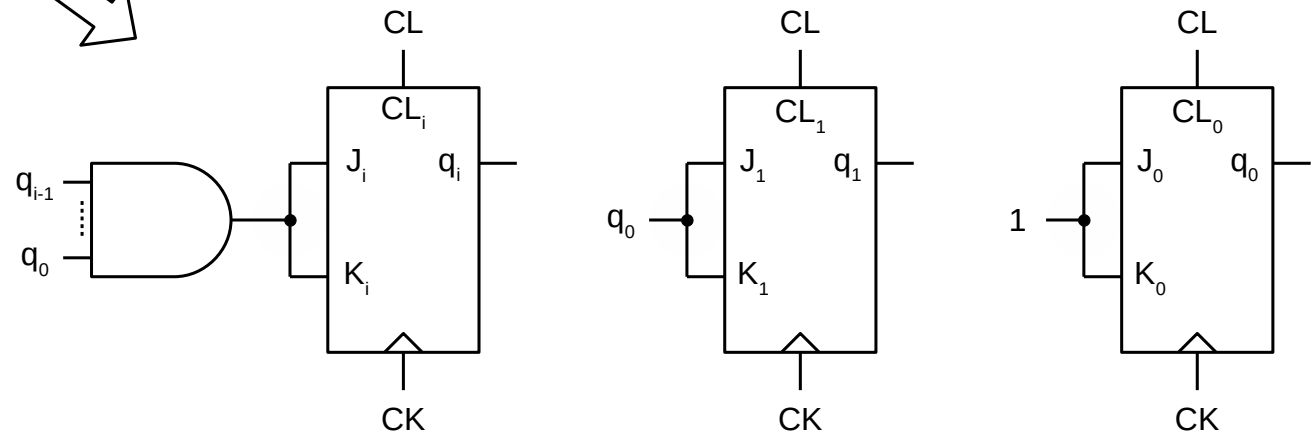 CL CL CL
CLᵢ CL₁ CL₀
Jᵢ qᵢ J₁ q₁ J₀ q₀
qᵢ₋₁
q₀ 1
q₀
Kᵢ K₁ K₀
CK CK CK